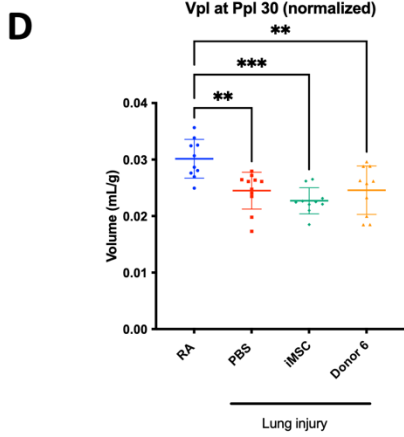 D
Vpl at Ppl 30 (normalized)
**
***
**
Volume (mL/g)
0.04
0.03
0.02
0.01
0.00
RA
PBS
iMSC
Donor 6
Lung injury